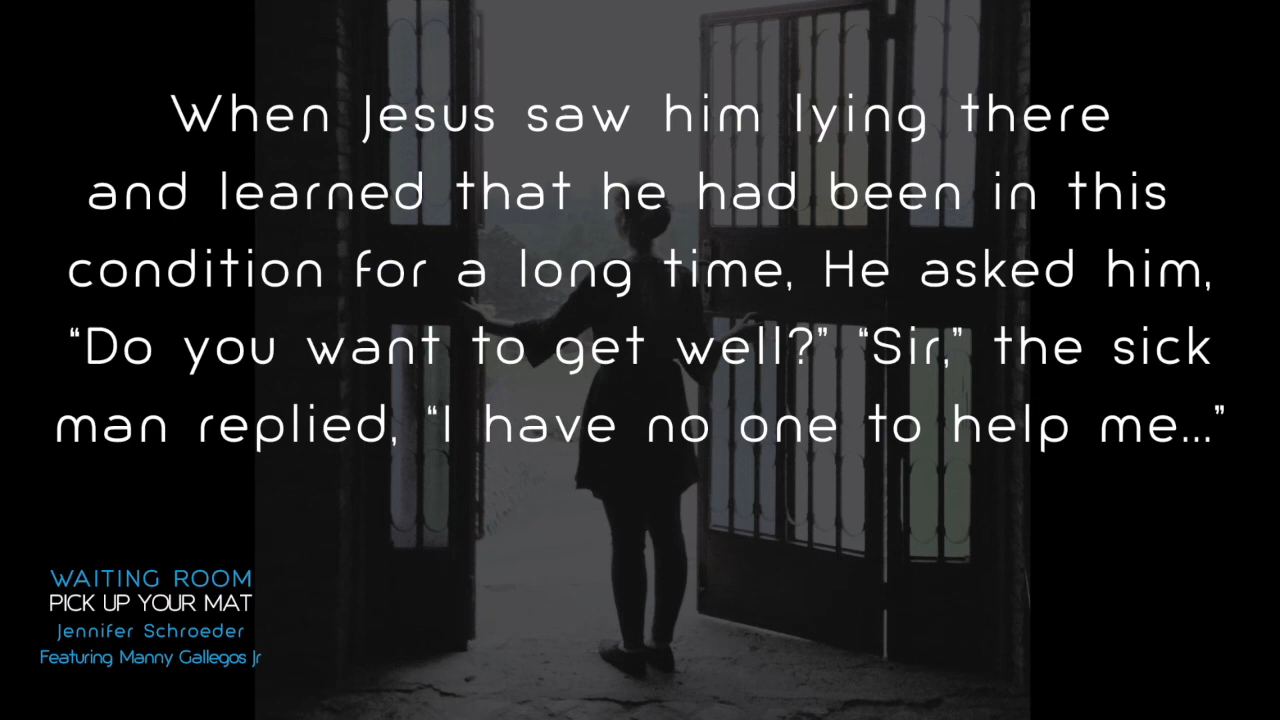 When Jesus saw him lying there
and learned that he had been in this
condition for a long time, He asked him,
“Do you want to get well?” “Sir,” the sick
man replied, “I have no one to help me...”
WAITING ROOM
PICK UP YOUR MAT
Jennifer Schroeder
Featuring Manny Gallegos Jr